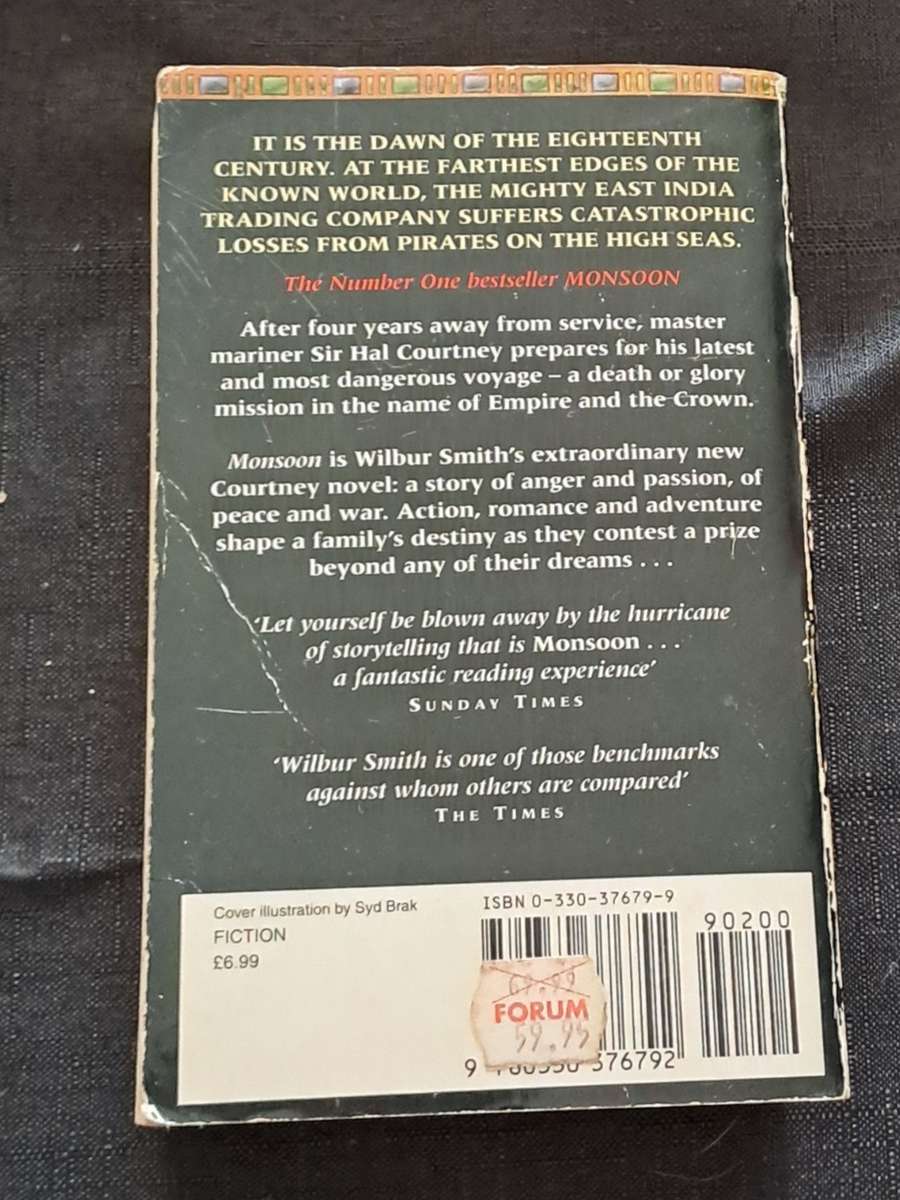 IT IS THE DAWN OF THE EIGHTEENTH
CENTURY. AT THE FARTHEST EDGES OF THE
KNOWN WORLD, THE MIGHTY EAST INDIA
TRADING COMPANY SUFFERS CATASTROPHIC
LOSSES FROM PIRATES ON THE HIGH SEAS.
The Number One bestseller MONSOON
After four years away from service, master
mariner Sir Hal Courtney prepares for his latest
and most dangerous voyage – a death or glory
mission in the name of Empire and the Crown.
Monsoon is Wilbur Smith's extraordinary new
Courtney novel: a story of anger and passion, of
peace and war. Action, romance and adventure
shape a family's destiny as they contest a prize
beyond any of their dreams . . .
'Let yourself be blown away by the hurricane
of storytelling that is Monsoon . . .
a fantastic reading experience'
SUNDAY TIMES
'Wilbur Smith is one of those benchmarks
against whom others are compared'
THE TIMES
Cover illustration by Syd Brak
FICTION
£6.99
ISBN 0-330-37679-9
90200
FORUM
59.95
9 376792